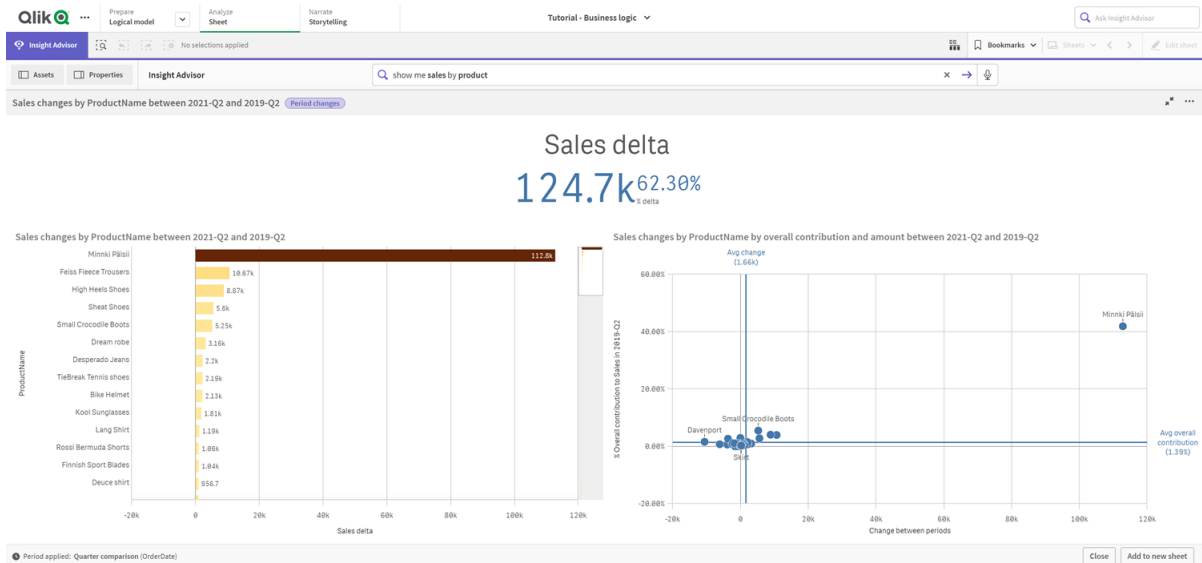 Qlik
Prepare
Logical model
Analyze
Sheet
Narrate
Storytelling
Tutorial - Business logic
Ask Insight Advisor
Insight Advisor
No selections applied
Bookmarks
Sheets
Edit sheet
Assets
Properties
Insight Advisor
show me sales by product
Sales changes by ProductName between 2021-Q2 and 2019-Q2
Period changes
Sales delta
124.7k
62.30%
% delta
Sales changes by ProductName between 2021-Q2 and 2019-Q2
ProductName
Minnki Pälsii
112.8k
Feiss Fleece Trousers
10.67k
High Heels Shoes
8.87k
Sheat Shoes
5.6k
Small Crocodile Boots
5.25k
Dream robe
3.16k
Desperado Jeans
2.2k
TieBreak Tennis shoes
2.19k
Bike Helmet
2.13k
Kool Sunglasses
1.81k
Lang Shirt
1.19k
Rossi Bermuda Shorts
1.06k
Finnish Sport Blades
1.04k
Deuce shirt
956.7
-20k 0 20k 40k 60k 80k 100k 120k
Sales delta
Sales changes by ProductName by overall contribution and amount between 2021-Q2 and 2019-Q2
Avg change
(1.66k)
% Overall contribution to Sales in 2019-Q2
60.00%
40.00%
20.00%
0.00%
-20.00%
Minnki Pälsii
Small Crocodile Boots
Davenport
Skirt
Avg overall
contribution
(1.39%)
-20k 0 20k 40k 60k 80k 100k 120k
Change between periods
Period applied: Quarter comparison (OrderDate)
Close
Add to new sheet